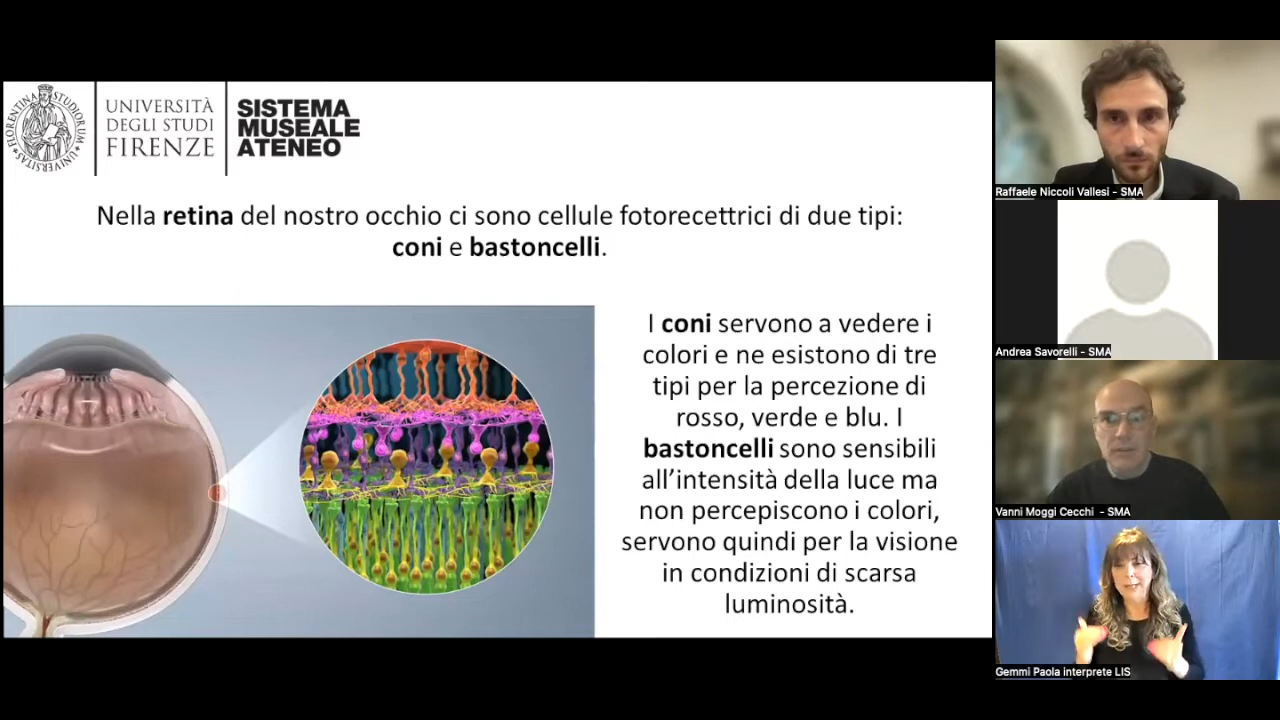 UNIVERSITÀ
DEGLI STUDI
FIRENZE
SISTEMA
MUSEALE
ATENEO
Nella retina del nostro occhio ci sono cellule fotorecettrici di due tipi:
coni e bastoncelli.
I coni servono a vedere i
colori e ne esistono di tre
tipi per la percezione di
rosso, verde e blu. I
bastoncelli sono sensibili
all’intensità della luce ma
non percepiscono i colori,
servono quindi per la visione
in condizioni di scarsa
luminosità.
Raffaele Niccoli Vallesi - SMA
Andrea Savorelli - SMA
Vanni Moggi Cecchi - SMA
Gemmi Paola interprete LIS